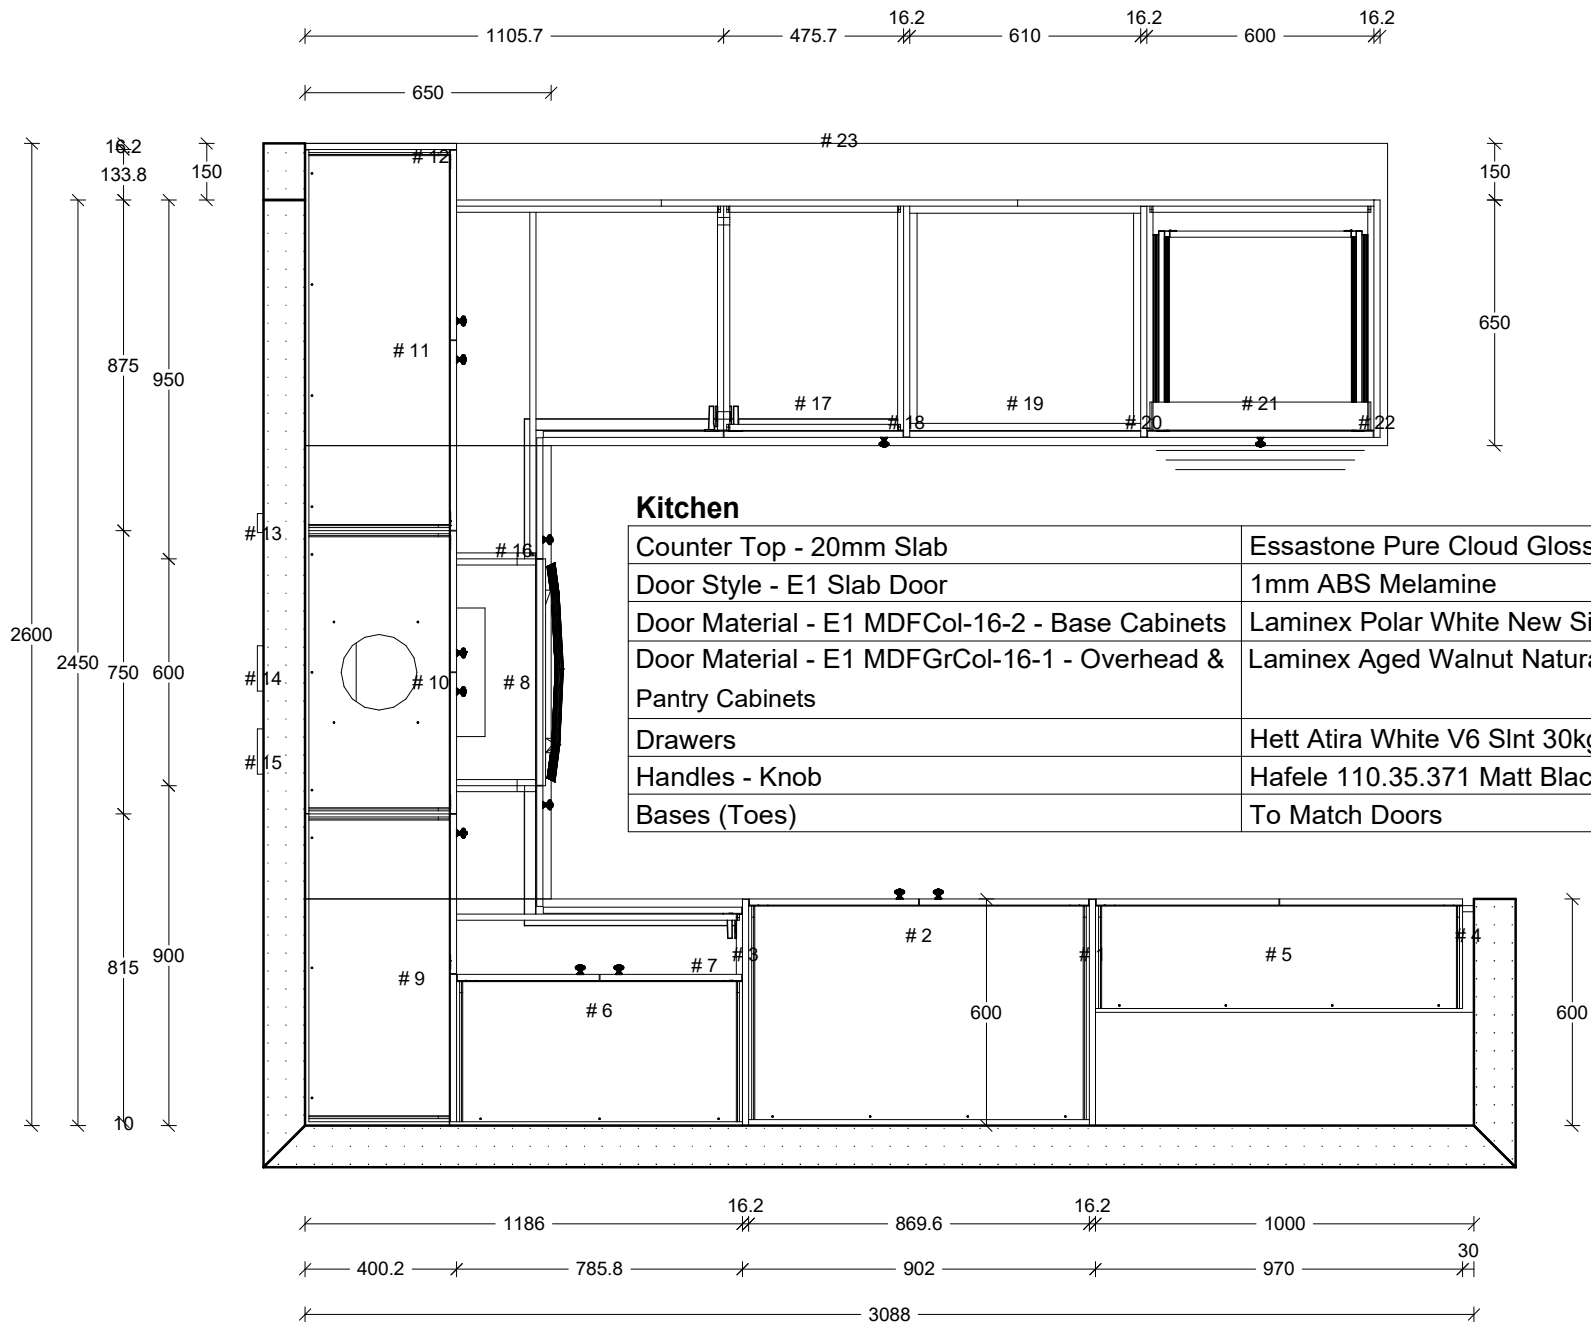 16.2 16.2 16.2
1105.7 475.7 610 600
650
# 23
16.2
133.8 150 # 12 150
# 11
875 950 650
# 17 # 19 # 21
# 18 # 20 # 22
Kitchen
# 13 # 16
Counter Top - 20mm Slab Essastone Pure Cloud Gloss
Door Style - E1 Slab Door 1mm ABS Melamine
Door Material - E1 MDFCol-16-2 - Base Cabinets Laminex Polar White New
2600 2450 750 600
# 14 # 10 # 8
Door Material - E1 MDFGrCol-16-1 - Overhead & Laminex Aged Walnut
Pantry Cabinets
Drawers Hett Atira White V6 Slnt 30kg
# 15
Handles - Knob Hafele 110.35.371 Matt
Bases (Toes) To Match Doors
# 2 # 4
815 900 # 9 # 7 # 3 # 1 # 5
# 6 600 600
10
16.2 16.2
1186 869.6 1000
30
400.2 785.8 902 970
3088